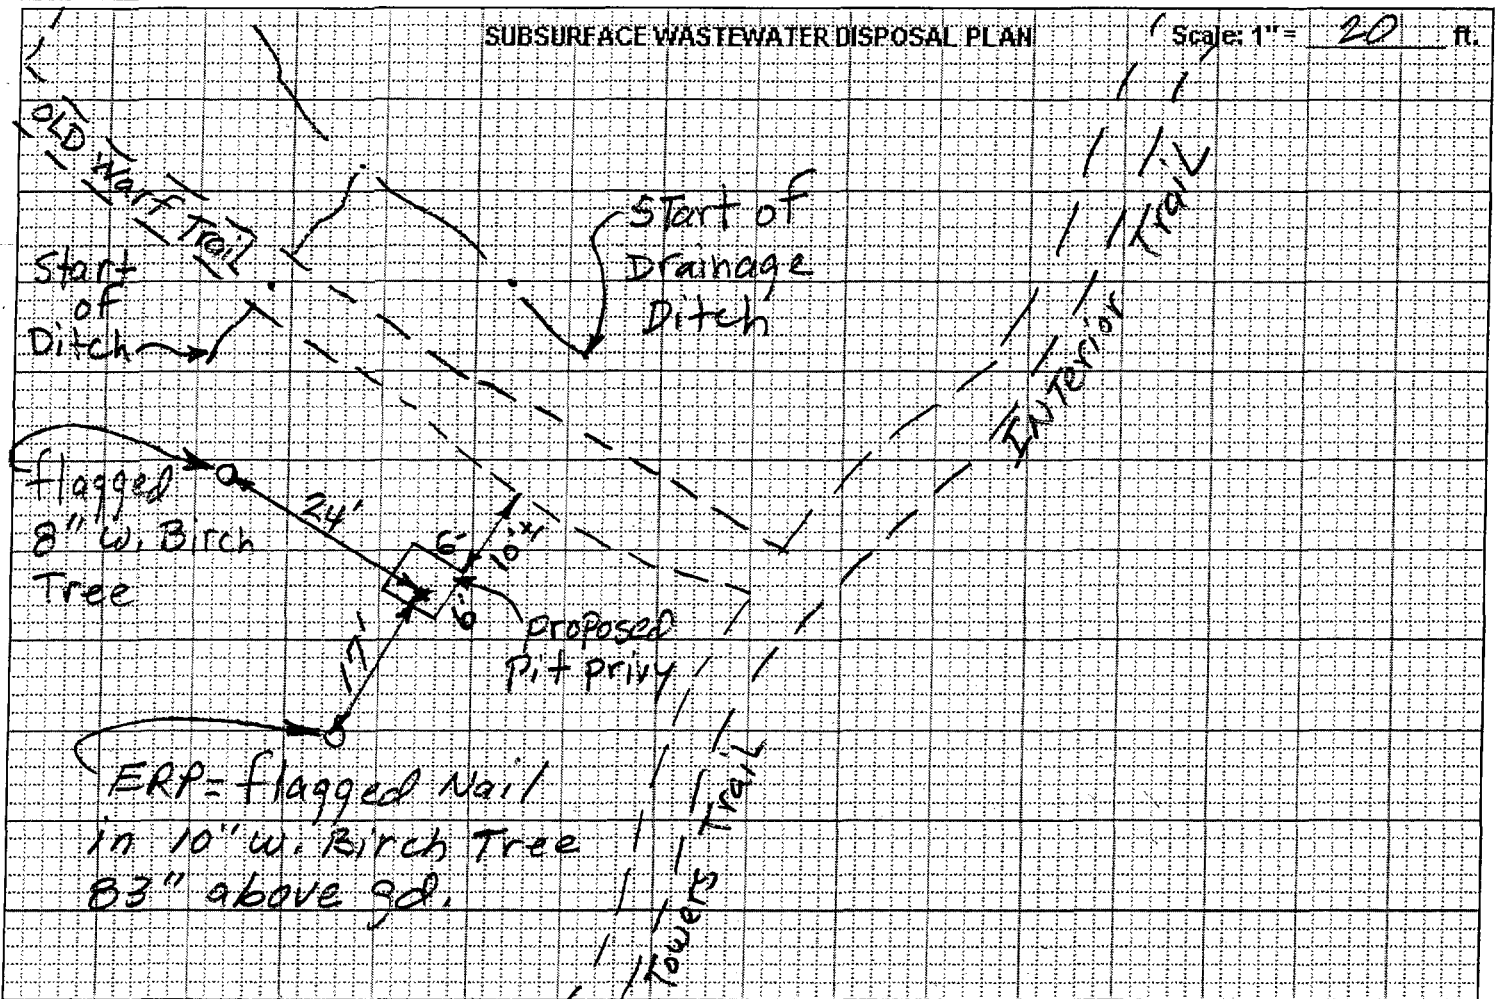 SUBSURFACE WASTEWATER DISPOSAL PLAN
Scale: 1" = 20 ft.
OLD Warf Trail
Start
of
Ditch
Start of
Drainage
Ditch
INTerior Trail
flagged
8" w. Birch
Tree
24'
6'
10'±
6'
17'
proposed
Pit privy
ERP= flagged Nail
in 10" w. Birch Tree
83" above gd.
Towers Trail